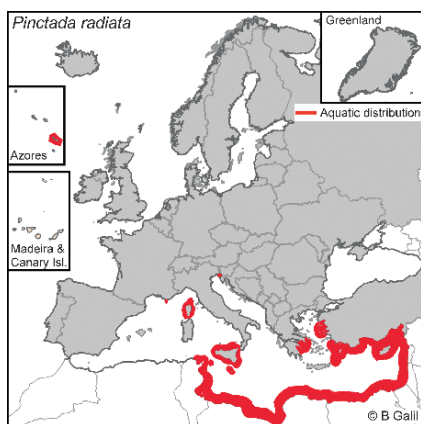 Pinctada radiata
Greenland
Aquatic distribution
Azores
Madeira &
Canary Isl.
© B Galil